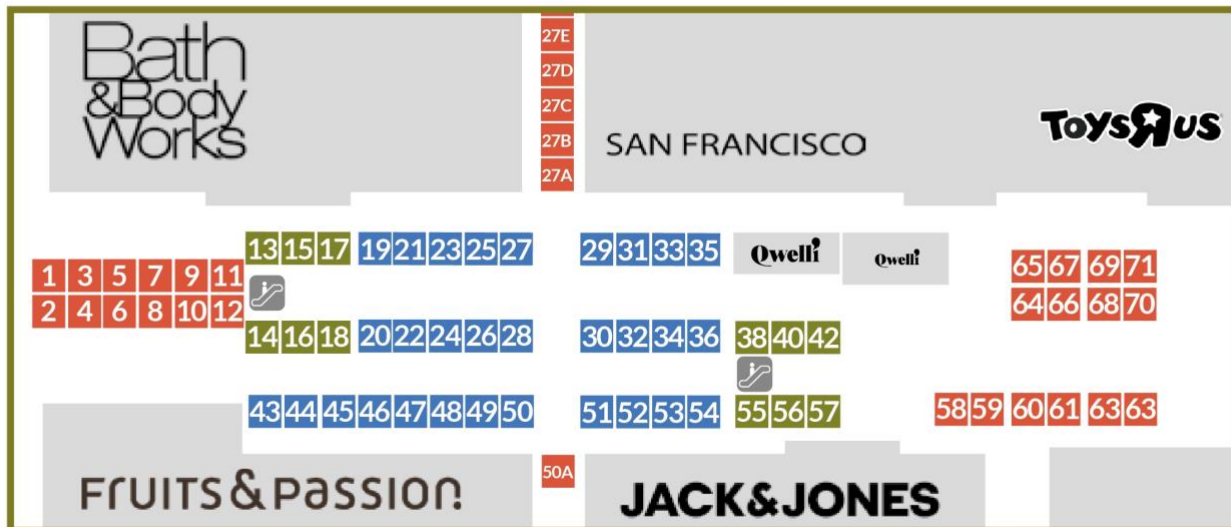 Bath
&Body
Works
27E
27D
27C
27B
27A
SAN FRANCISCO
ToysRus
13 15 17 19 21 23 25 27
29 31 33 35
Qwelli
Qwelli
1 3 5 7 9 11
2 4 6 8 10 12
65 67 69 71
64 66 68 70
14 16 18 20 22 24 26 28
30 32 34 36 38 40 42
43 44 45 46 47 48 49 50
51 52 53 54 55 56 57
58 59 60 61 63 63
50A
FRUITS & PASSION
JACK&JONES